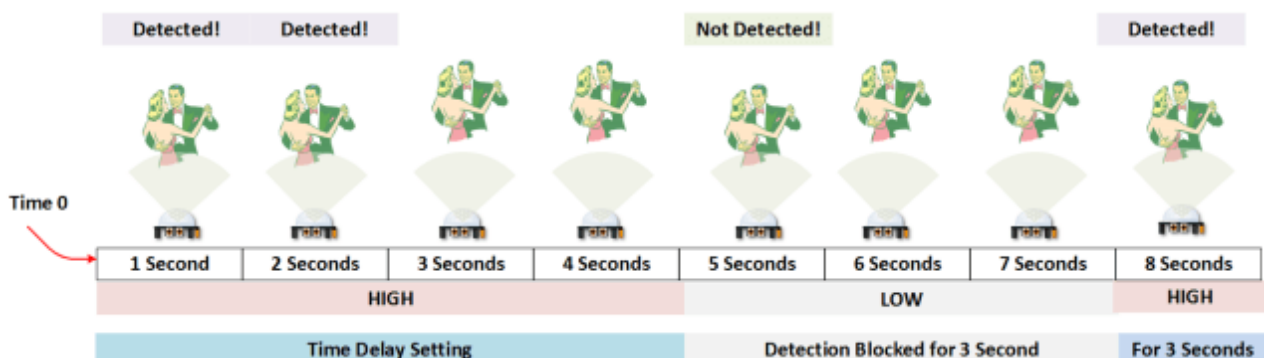 Detected!
Detected!
Not Detected!
Detected!
Time 0
1 Second
2 Seconds
3 Seconds
4 Seconds
5 Seconds
6 Seconds
7 Seconds
8 Seconds
HIGH
LOW
HIGH
Time Delay Setting
Detection Blocked for 3 Second
For 3 Seconds